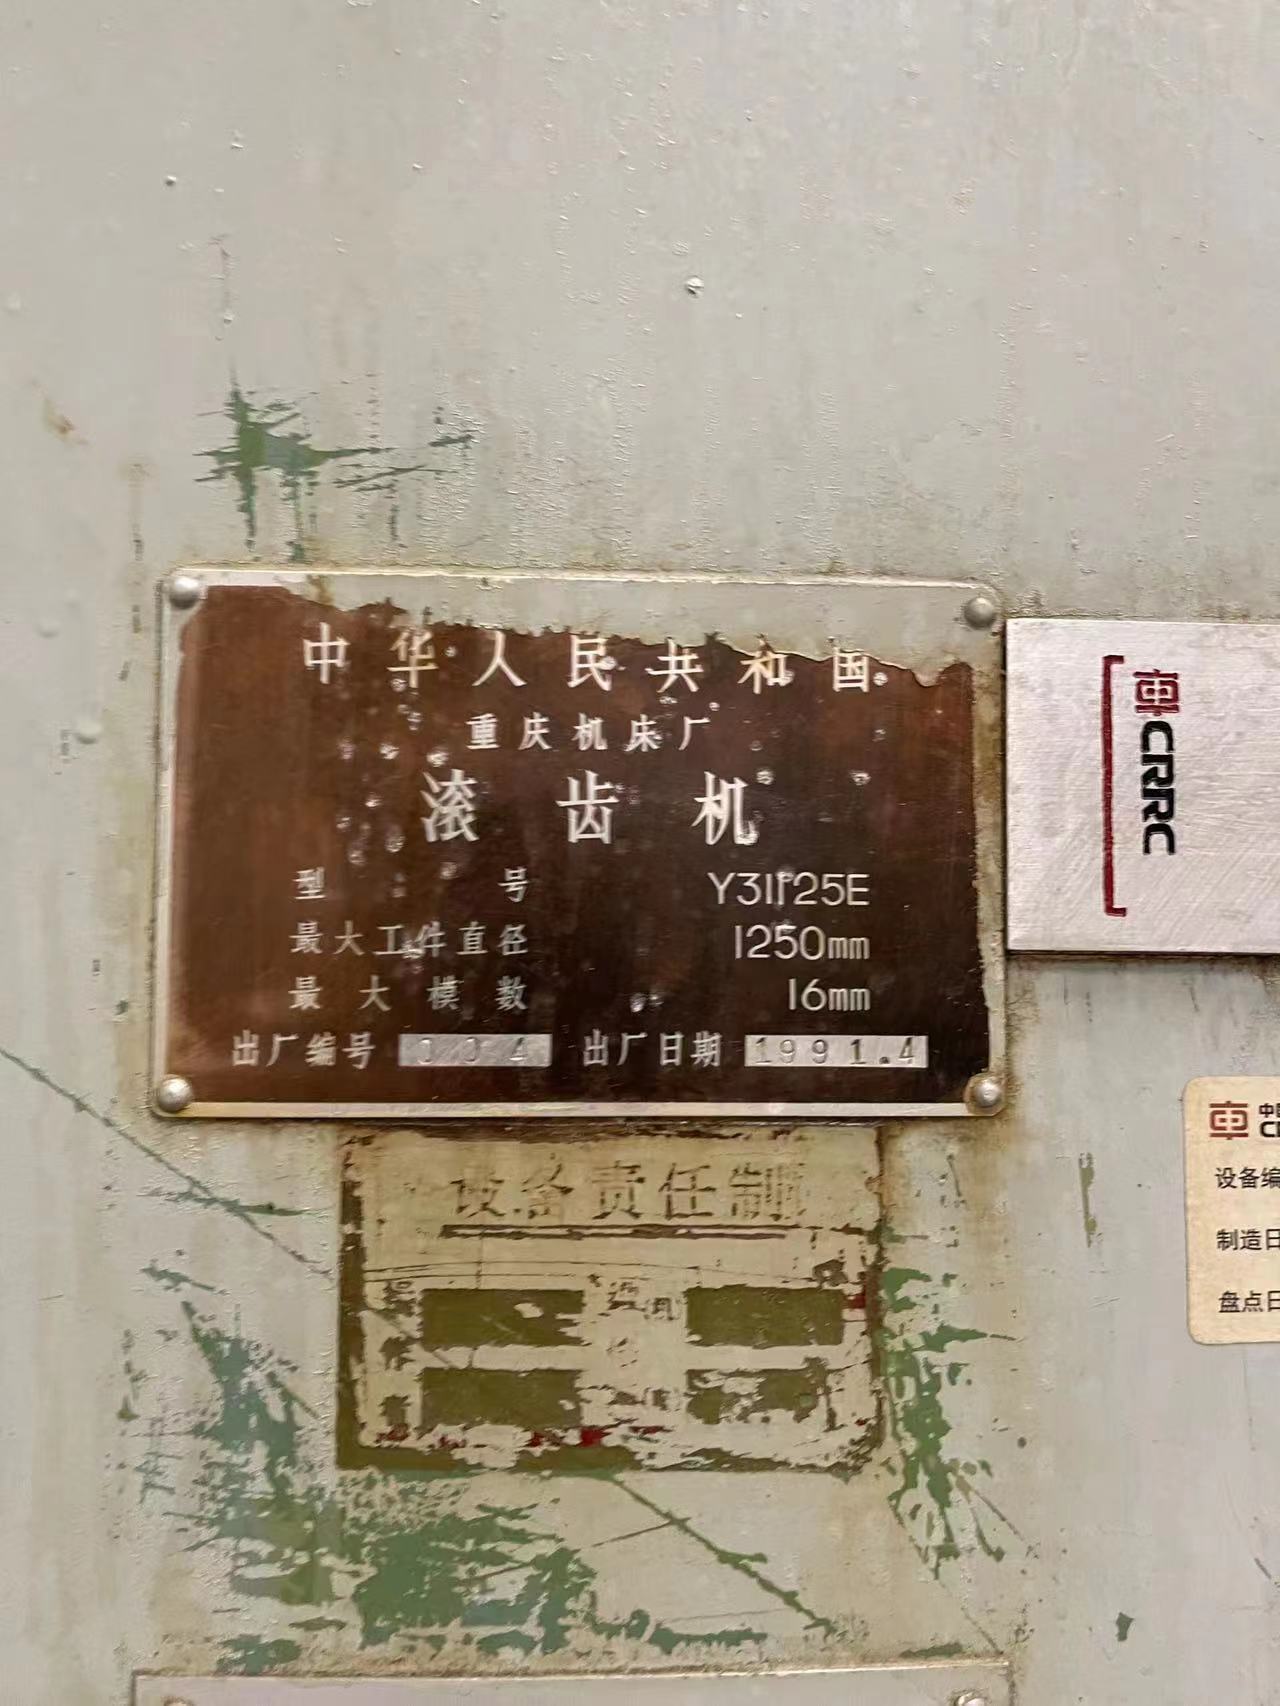 中华人民共和国
重庆机床厂
滚齿机
型号 Y31125E
最大工件直径 1250mm
最大模数 16mm
出厂编号 004 出厂日期 1991.4
CRRC
设备责任制
设备编
制造日
盘点日